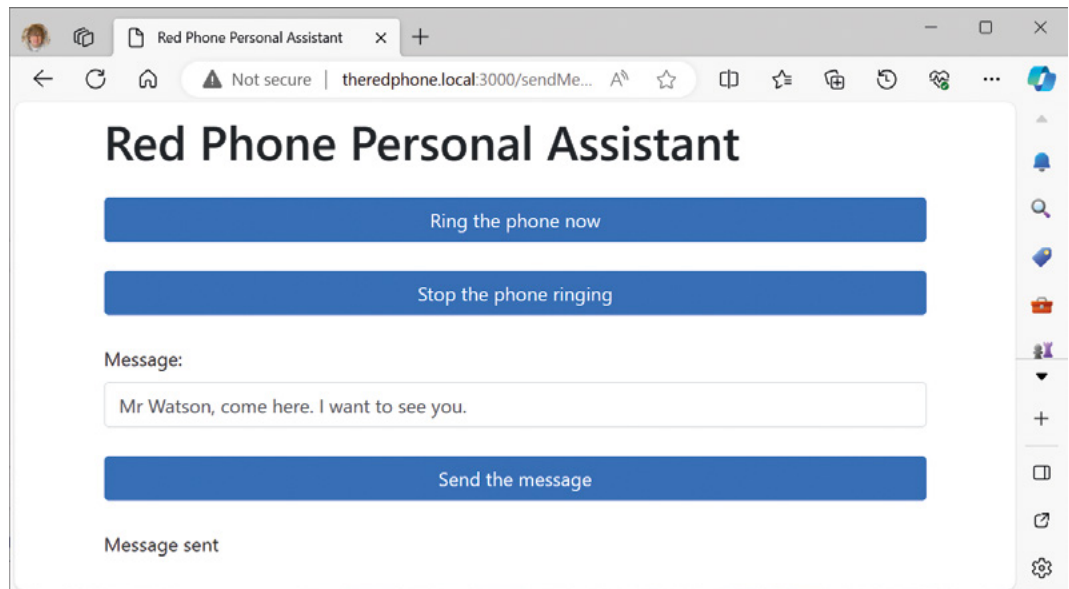 Red Phone Personal Assistant
Not secure | theredphone.local:3000/sendMe...
Red Phone Personal Assistant
Ring the phone now
Stop the phone ringing
Message:
Mr Watson, come here. I want to see you.
Send the message
Message sent